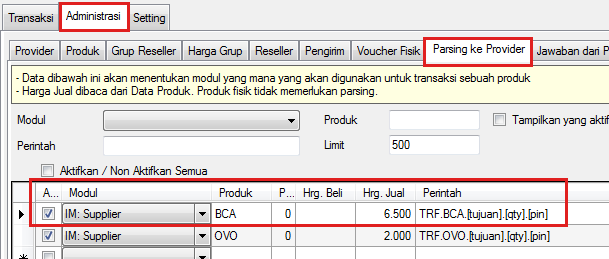 Transaksi Administrasi Setting
Provider Produk Grup Reseller Harga Grup Reseller Pengirim Voucher Fisik Parsing ke Provider Jawaban dari P
- Data dibawah ini akan menentukan modul yang mana yang akan digunakan untuk transaksi sebuah produk
- Harga Jual dibaca dari Data Produk. Produk fisik tidak memerlukan parsing.
Modul Produk Tampilkan yang aktif
Perintah Limit 500
Aktifkan / Non Aktifkan Semua
A... Modul Produk P... Hrg. Beli Hrg. Jual Perintah
IM: Supplier BCA 0 6.500 TRF.BCA.[tujuan].[qty].[pin]
IM: Supplier OVO 0 2.000 TRF.OVO.[tujuan].[qty].[pin]